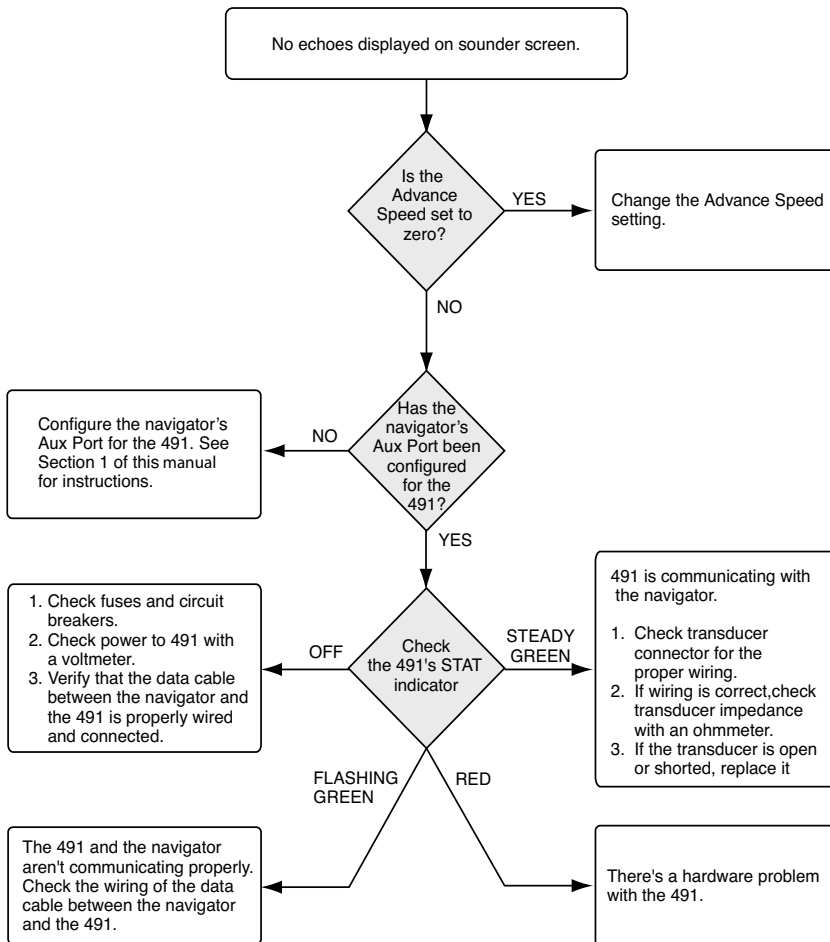 No echoes displayed on sounder screen.
Is the
Advance
Speed set to
zero?
YES
Change the Advance Speed
setting.
NO
Has the
navigator’s
Aux Port been
configured
for the
491?
NO
Configure the navigator’s
Aux Port for the 491. See
Section 1 of this manual
for instructions.
YES
Check
the 491's STAT
indicator
OFF
1. Check fuses and circuit
breakers.
2. Check power to 491 with
a voltmeter.
3. Verify that the data cable
between the navigator and
the 491 is properly wired
and connected.
STEADY
GREEN
491 is communicating with
the navigator.
1. Check transducer
connector for the
proper wiring.
2. If wiring is correct,check
transducer impedance
with an ohmmeter.
3. If the transducer is open
or shorted, replace it
FLASHING
GREEN
The 491 and the navigator
aren't communicating properly.
Check the wiring of the data
cable between the navigator
and the 491.
RED
There's a hardware problem
with the 491.